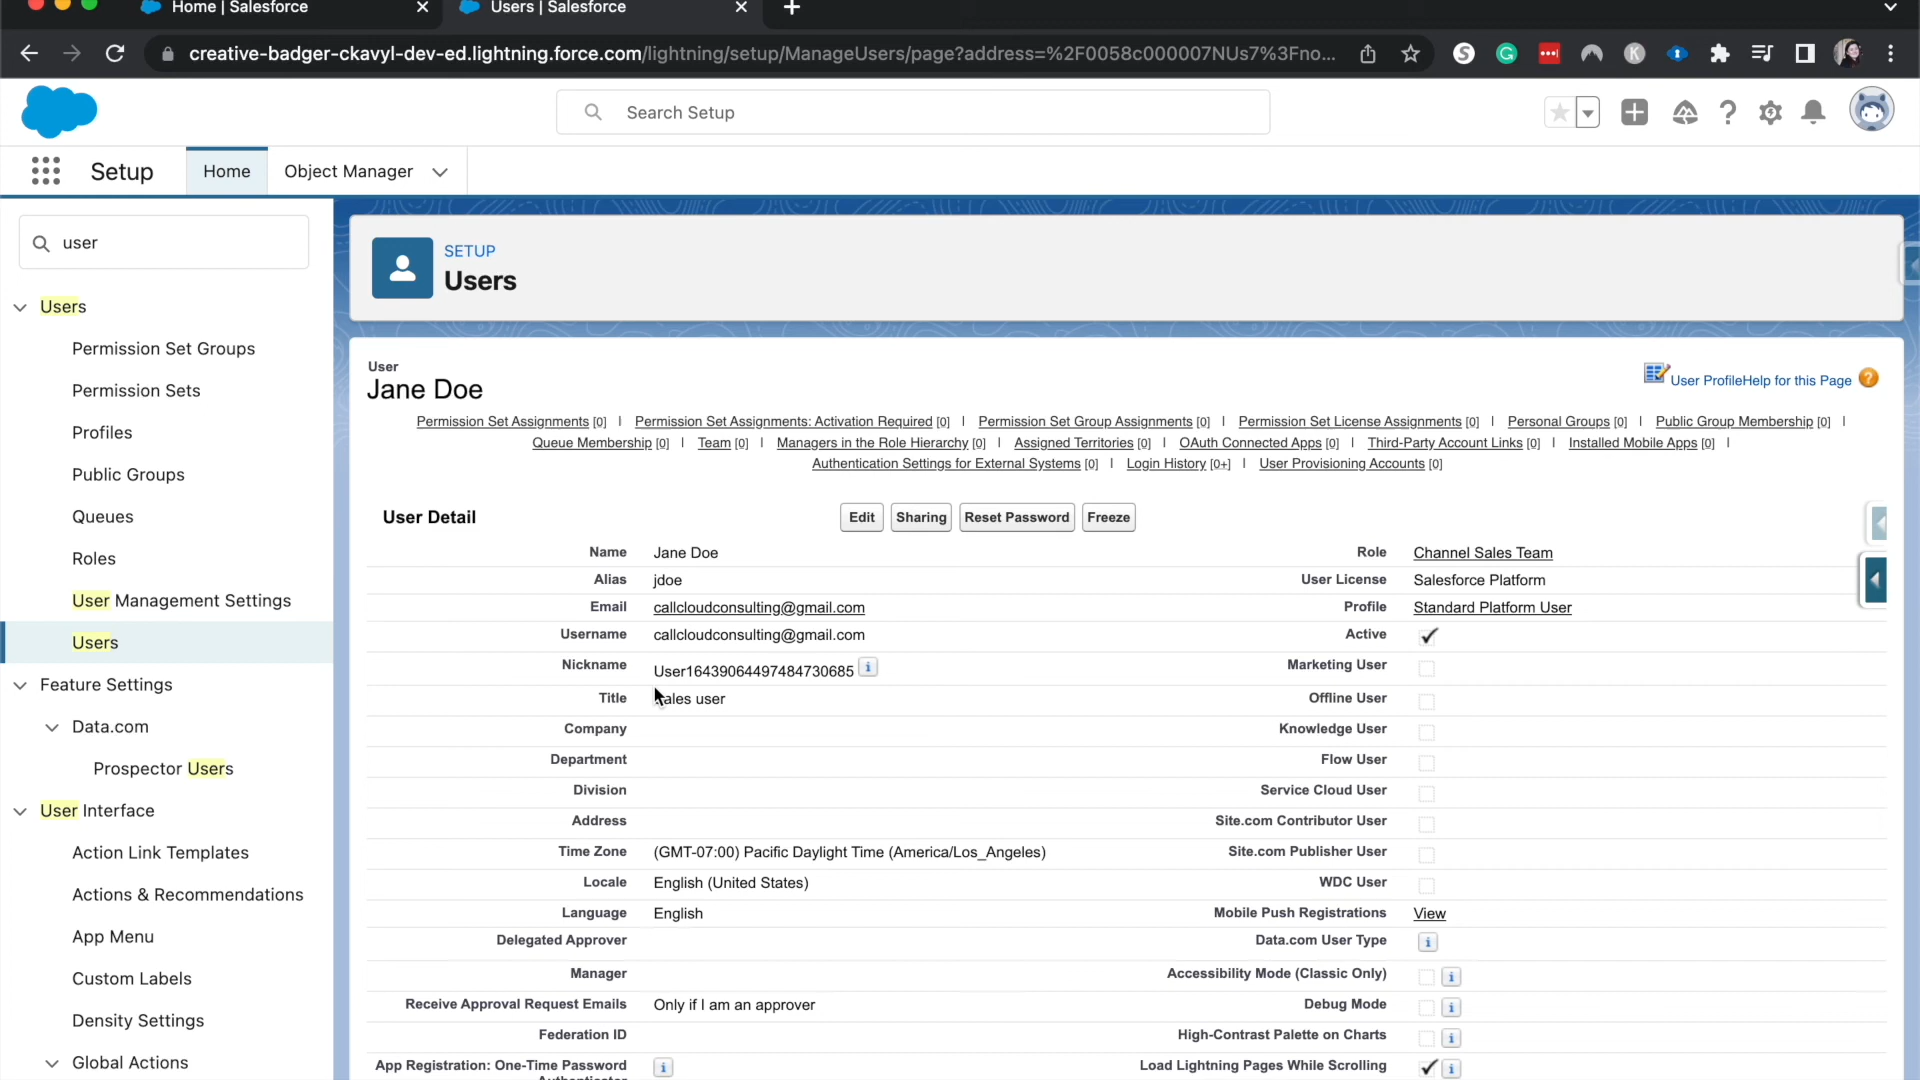 Home | Salesforce
Users | Salesforce
creative-badger-ckavyl-dev-ed.lightning.force.com/lightning/setup/ManageUsers/page?address=%2F0058c000007NUs7%3Fno...
Search Setup
Setup
Home
Object Manager
user
Users
Permission Set Groups
Permission Sets
Profiles
Public Groups
Queues
Roles
User Management Settings
Users
Feature Settings
Data.com
Prospector Users
User Interface
Action Link Templates
Actions & Recommendations
App Menu
Custom Labels
Density Settings
Global Actions
SETUP
Users
User
Jane Doe
User Profile Help for this Page
Permission Set Assignments [0] | Permission Set Assignments: Activation Required [0] | Permission Set Group Assignments [0] | Permission Set License Assignments [0] | Personal Groups [0] | Public Group Membership [0] |
Queue Membership [0] | Team [0] | Managers in the Role Hierarchy [0] | Assigned Territories [0] | OAuth Connected Apps [0] | Third-Party Account Links [0] | Installed Mobile Apps [0] |
Authentication Settings for External Systems [0] | Login History [0+] | User Provisioning Accounts [0]
User Detail
Edit Sharing Reset Password Freeze
Name Jane Doe Role Channel Sales Team
Alias jdoe User License Salesforce Platform
Email callcloudconsulting@gmail.com Profile Standard Platform User
Username callcloudconsulting@gmail.com Active
Nickname User16439064497484730685 Marketing User
Title ales user Offline User
Company Knowledge User
Department Flow User
Division Service Cloud User
Address Site.com Contributor User
Time Zone (GMT-07:00) Pacific Daylight Time (America/Los_Angeles) Site.com Publisher User
Locale English (United States) WDC User
Language English Mobile Push Registrations View
Delegated Approver Data.com User Type
Manager Accessibility Mode (Classic Only)
Receive Approval Request Emails Only if I am an approver Debug Mode
Federation ID High-Contrast Palette on Charts
App Registration: One-Time Password Load Lightning Pages While Scrolling